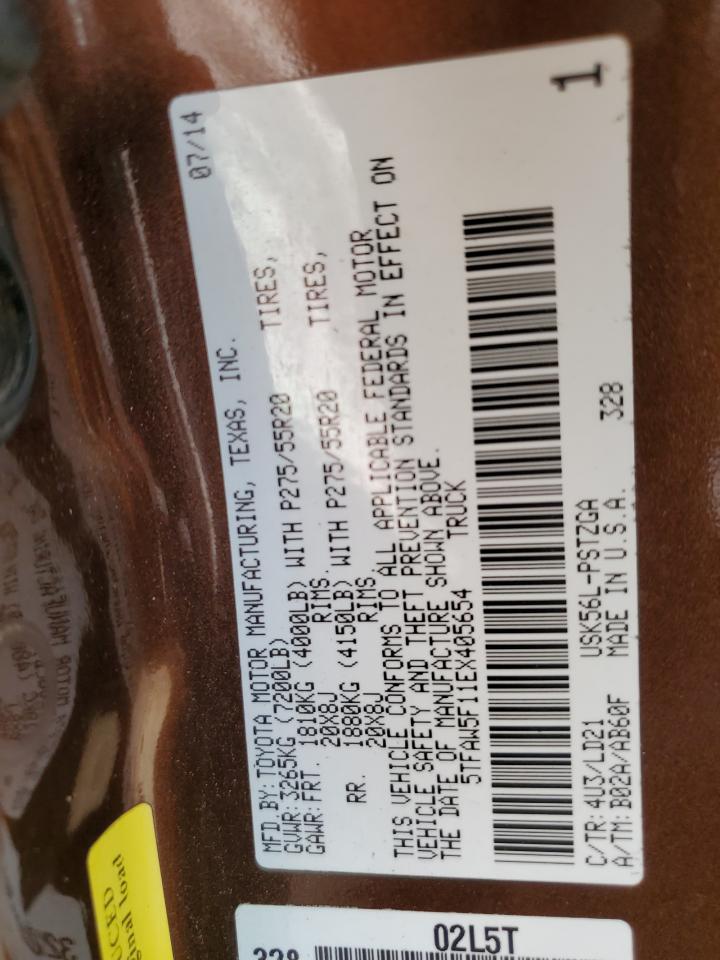 07/14
1
MFD.BY:TOYOTA MOTOR MANUFACTURING, TEXAS, INC.
GVWR:3265KG (7200LB)
GAWR:FRT. 1810KG (4000LB) WITH P275/55R20 TIRES,
20X8J RIMS,
RR. 1880KG (4150LB) WITH P275/55R20 TIRES,
20X8J RIMS
THIS VEHICLE CONFORMS TO ALL APPLICABLE FEDERAL MOTOR
VEHICLE SAFETY AND THEFT PREVENTION STANDARDS IN EFFECT ON
THE DATE OF MANUFACTURE SHOWN ABOVE.
5TFAW5F11EX405654 TRUCK
C/TR:4U3/LD21 USK56L-PSTZGA
A/TM:B02A/AB60F MADE IN U.S.A. 328
load
02L5T
328